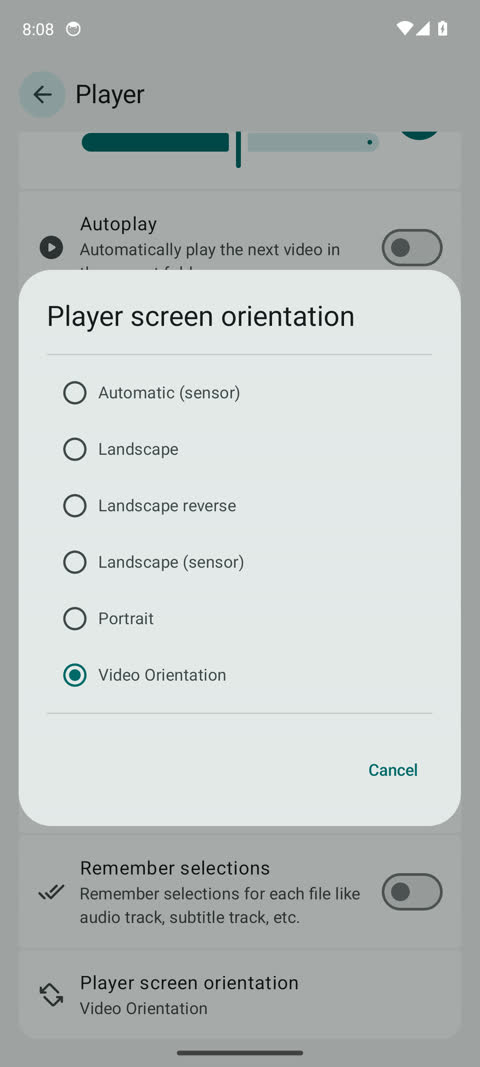 8:08
Player
Autoplay
Automatically play the next video in
Player screen orientation
Automatic (sensor)
Landscape
Landscape reverse
Landscape (sensor)
Portrait
Video Orientation
Cancel
Remember selections
Remember selections for each file like
audio track, subtitle track, etc.
Player screen orientation
Video Orientation